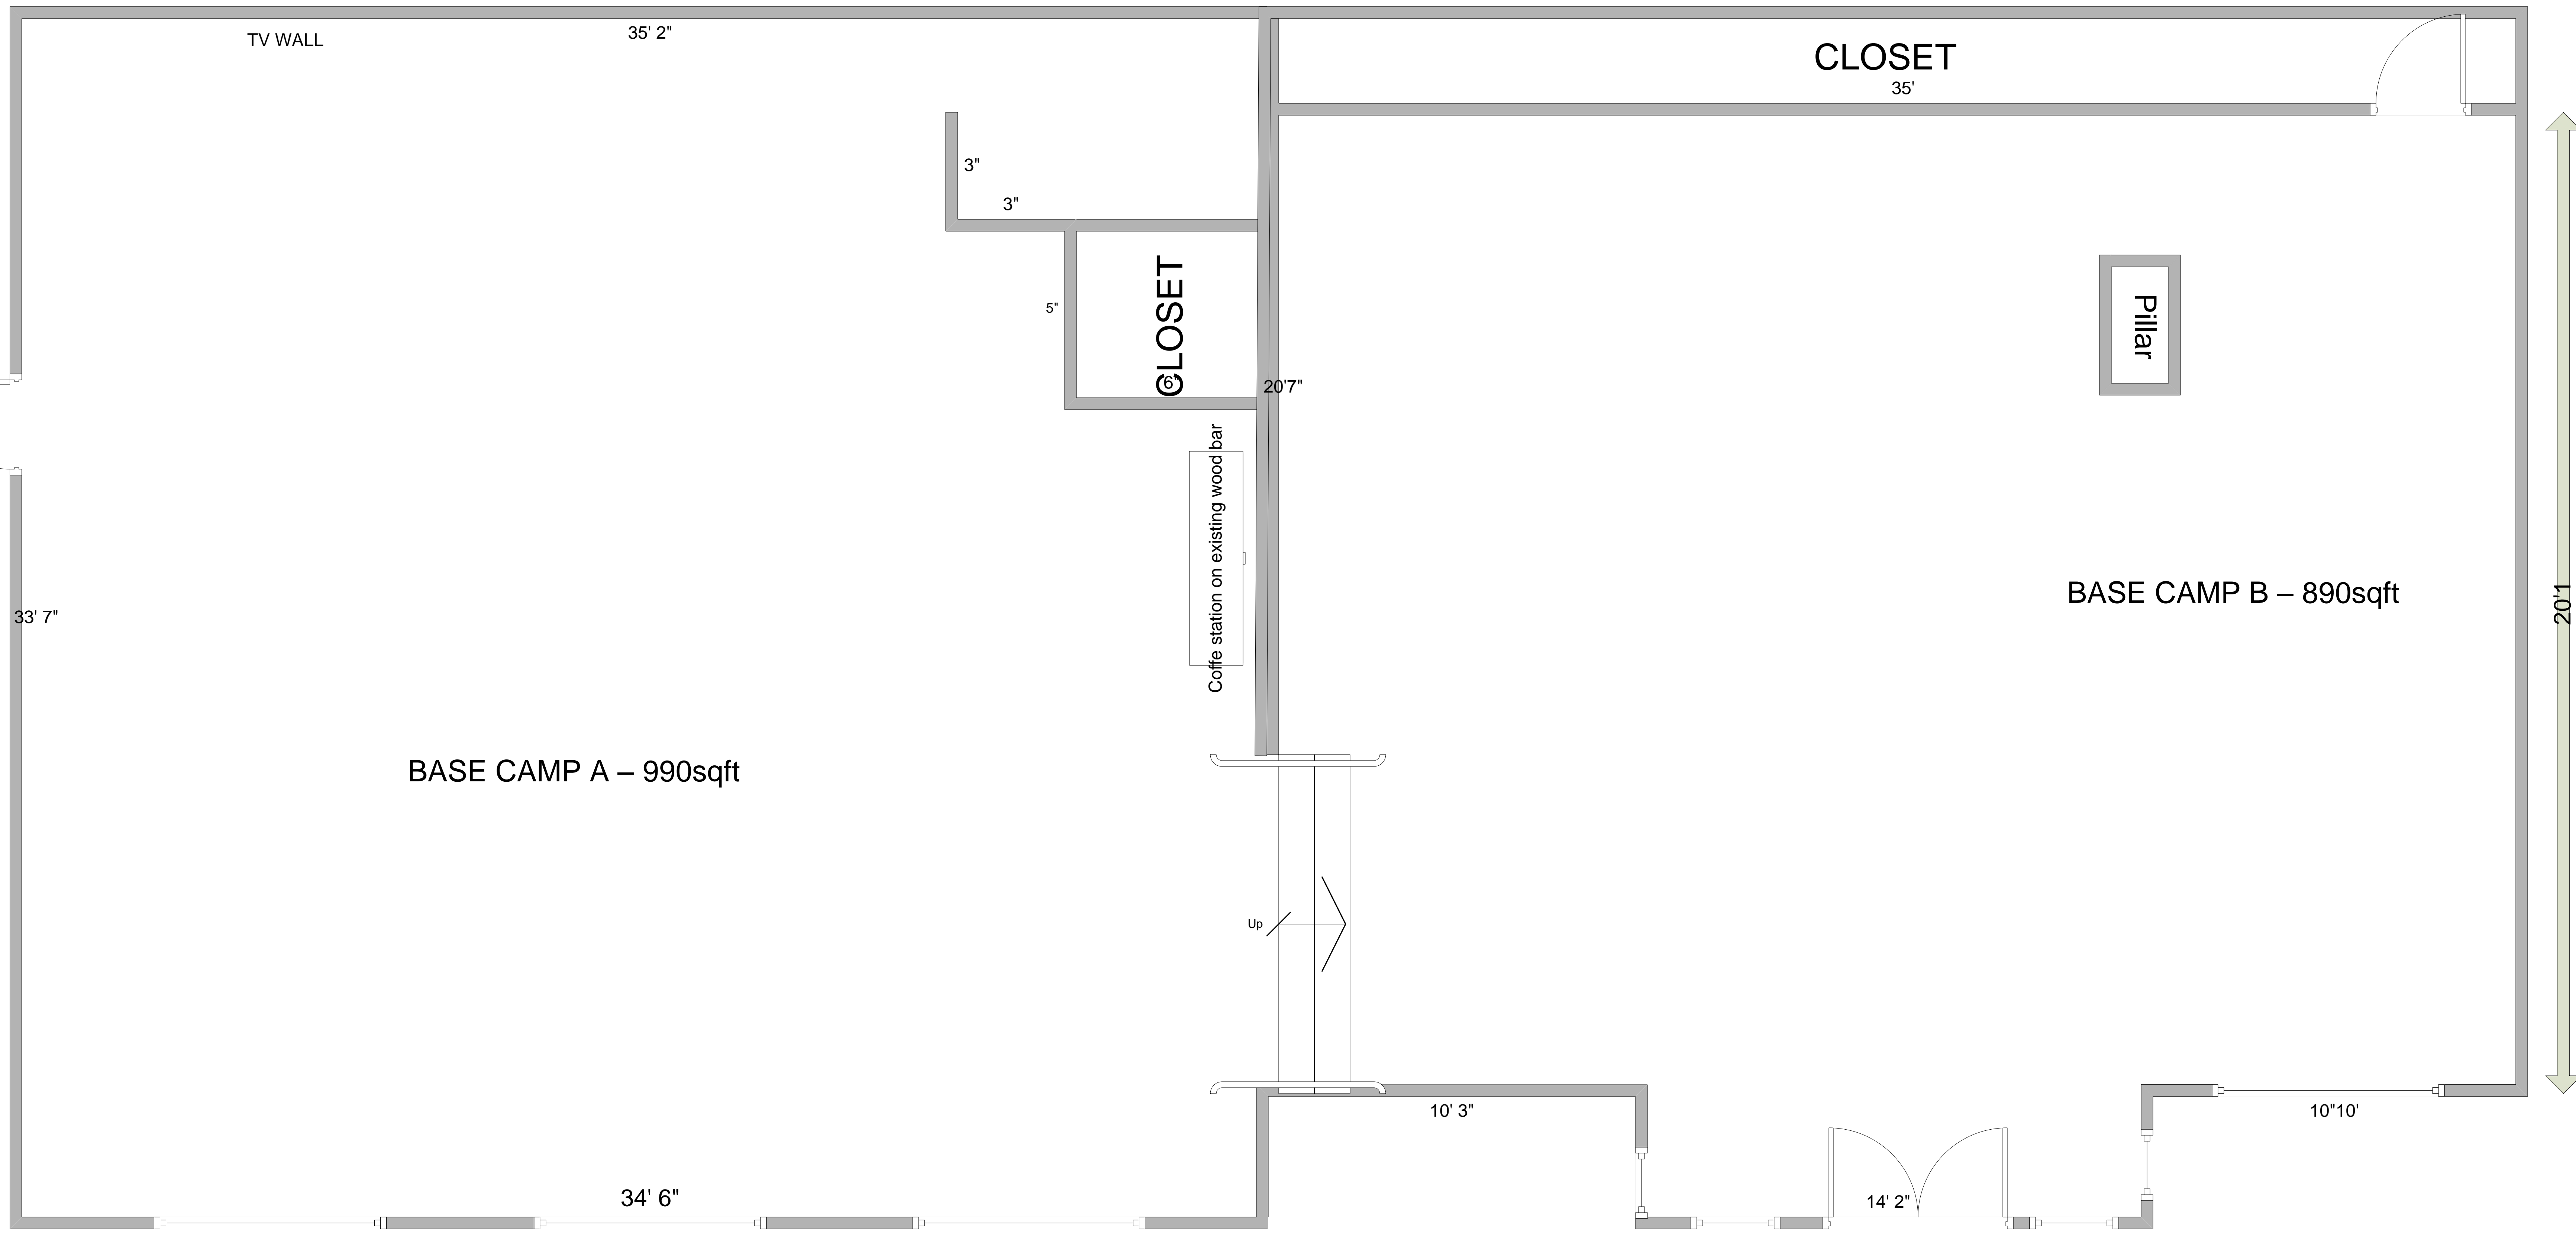 TV WALL
35' 2"
CLOSET
35'
3"
3"
CLOSET
5"
6'
20'7"
Pillar
Coffe station on existing wood bar
33' 7"
BASE CAMP B – 890sqft
20'1
BASE CAMP A – 990sqft
Up
10' 3"
10"10'
34' 6"
14' 2"